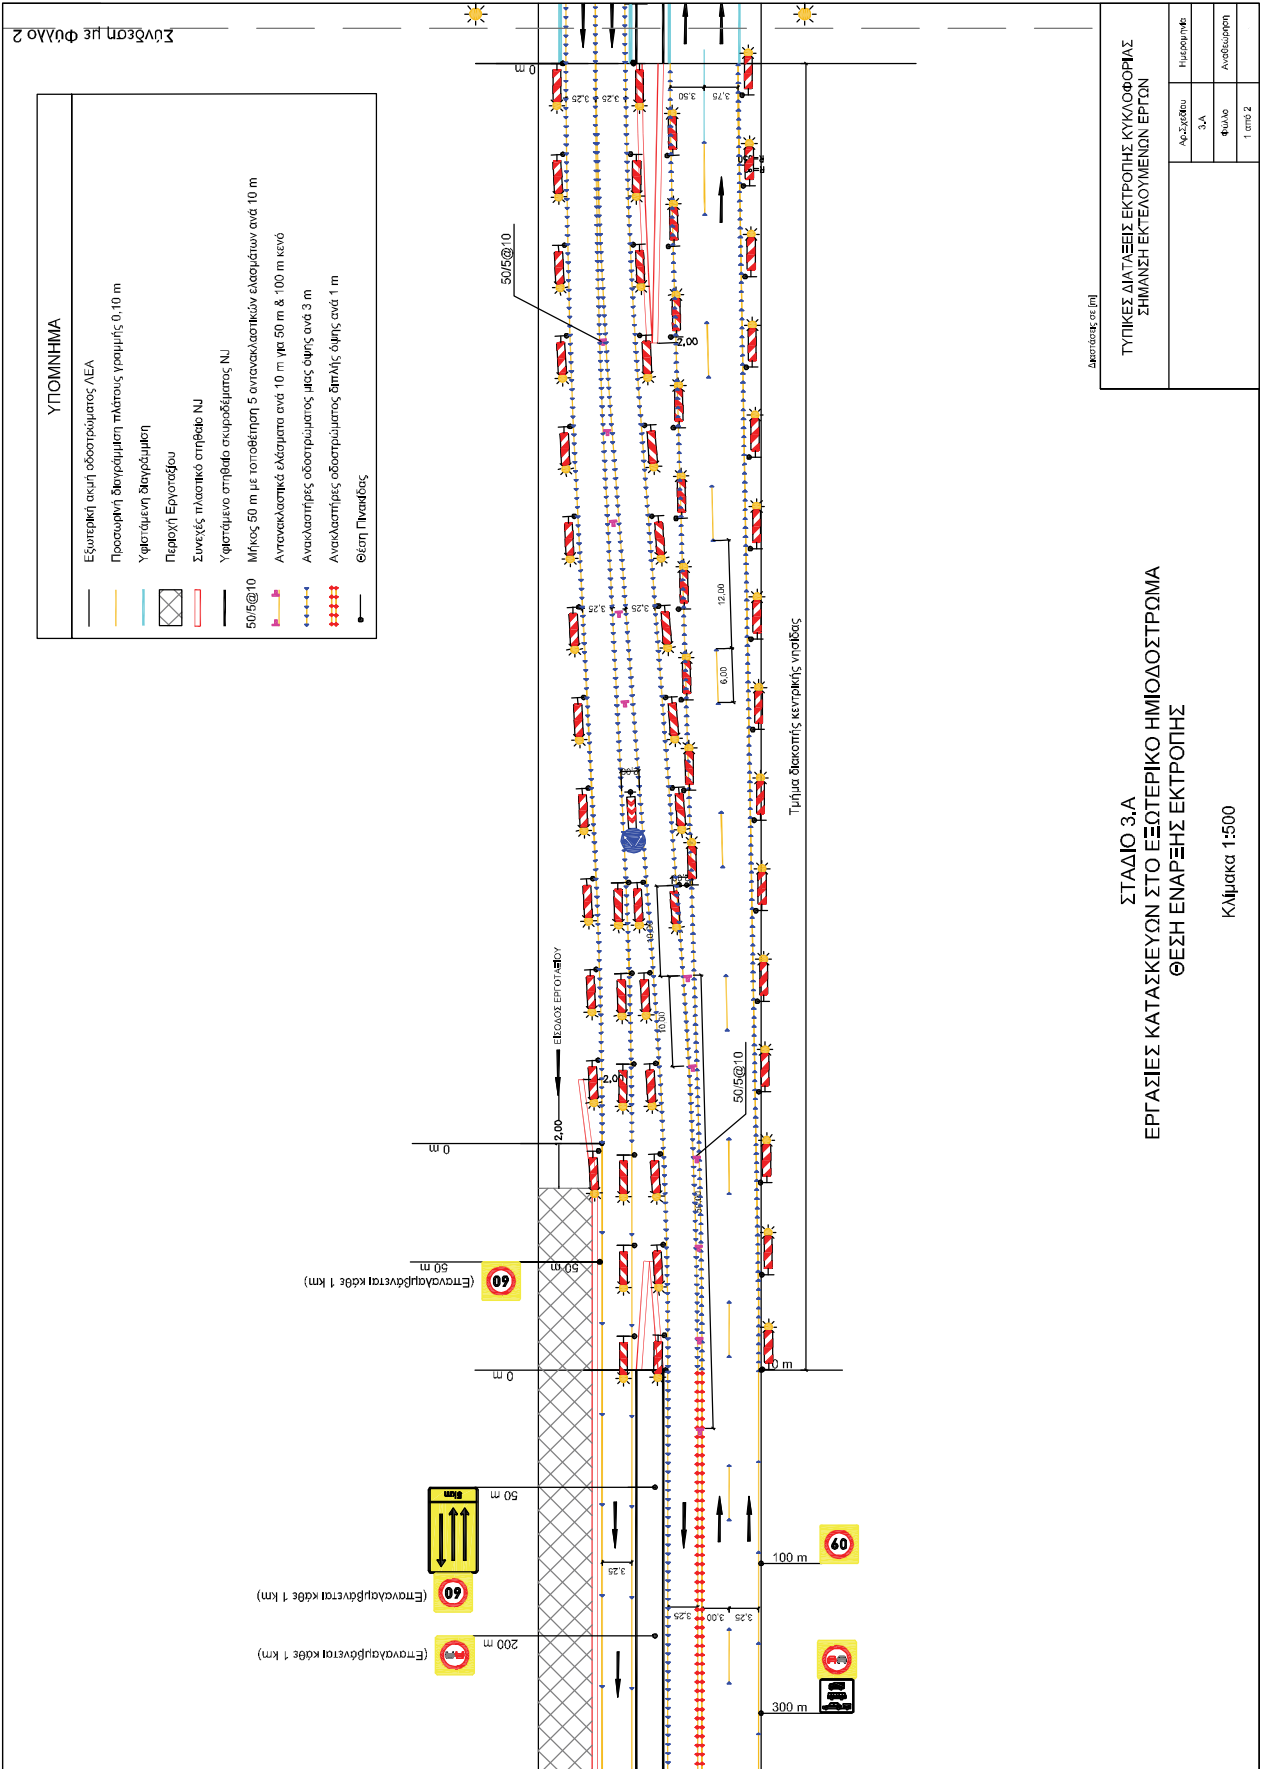 Σύνδεση με Φύλλο 2
ΥΠΟΜΝΗΜΑ
Εξωτερική ακμή οδοστρώματος ΛΕΑ
Προσωρινή διαγράμμιση πλάτους γραμμής 0,10 m
Υφιστάμενη διαγράμμιση
Περιοχή Εργοταξίου
Συνεχές πλαστικό στηθαίο NJ
Υφιστάμενο στηθαίο σκυροδέματος NJ
50/5@10 Μήκος 50 m με τοποθέτηση 5 αντανακλαστικών ελασμάτων ανά 10 m
Αντανακλαστικά ελάσματα ανά 10 m για 50 m & 100 m κενό
Ανακλαστήρες οδοστρώματος μίας όψης ανά 3 m
Ανακλαστήρες οδοστρώματος διπλής όψης ανά 1 m
Θέση Πινακίδας
0 m
3,25
3,25
3,50
3,75
50/5@10
2,00
3,25
3,25
12,00
6,00
Τμήμα διακοπής κεντρικής νησίδας
10,00
10,00
ΕΙΣΟΔΟΣ ΕΡΓΟΤΑΞΙΟΥ
2,00
2,00
50/5@10
0 m
50 m
50 m
60
(Επαναλαμβάνεται κάθε 1 km)
0 m
0 m
50 m
60
(Επαναλαμβάνεται κάθε 1 km)
3,25
100 m
60
3,25
3,00
3,25
200 m
(Επαναλαμβάνεται κάθε 1 km)
300 m
Διαστάσεις σε [m]
ΤΥΠΙΚΕΣ ΔΙΑΤΑΞΕΙΣ ΕΚΤΡΟΠΗΣ ΚΥΚΛΟΦΟΡΙΑΣ
ΣΗΜΑΝΣΗ ΕΚΤΕΛΟΥΜΕΝΩΝ ΕΡΓΩΝ
Αρ.Σχεδίου
Ημερομηνία
3.Α
Φύλλο
Αναθεώρηση
1 από 2
ΣΤΑΔΙΟ 3.Α
ΕΡΓΑΣΙΕΣ ΚΑΤΑΣΚΕΥΩΝ ΣΤΟ ΕΞΩΤΕΡΙΚΟ ΗΜΙΟΔΟΣΤΡΩΜΑ
ΘΕΣΗ ΕΝΑΡΞΗΣ ΕΚΤΡΟΠΗΣ
Κλίμακα 1:500